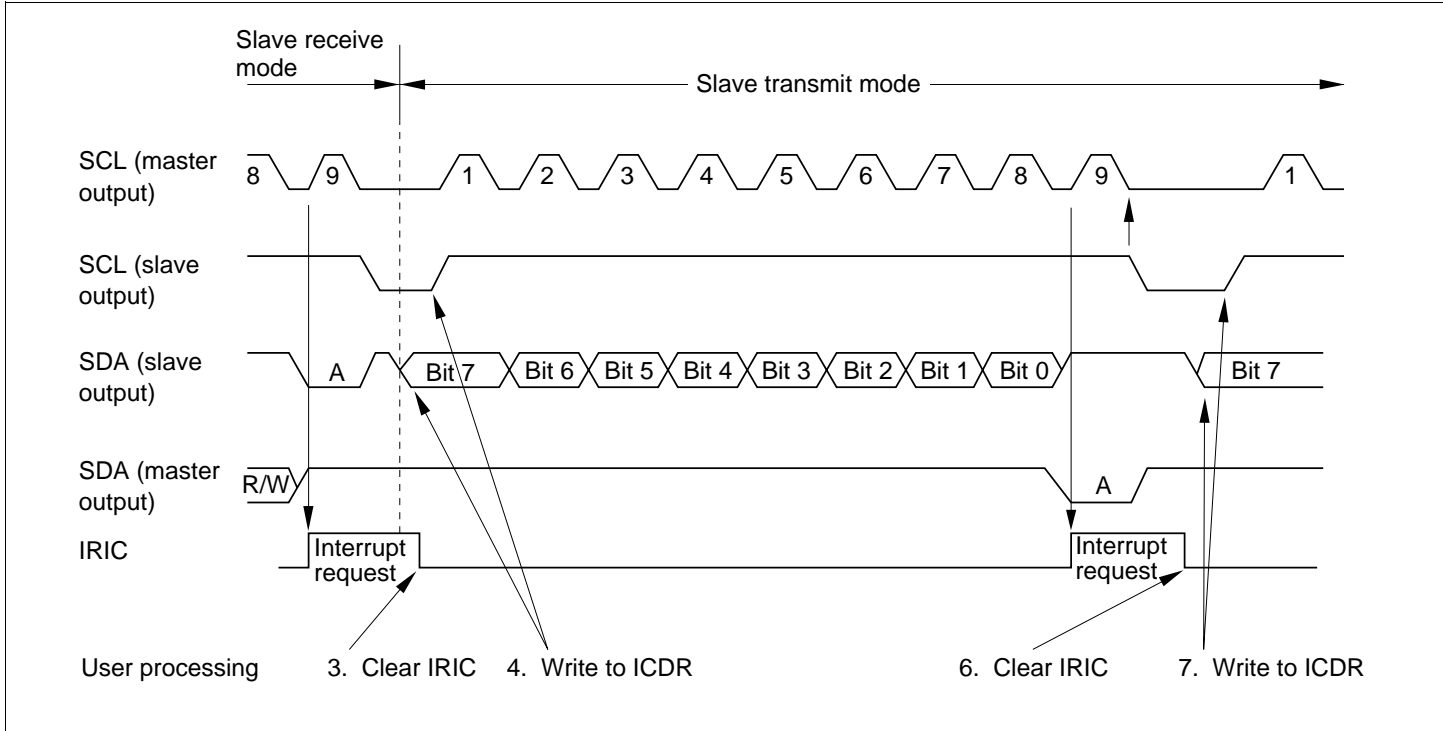 Slave receive
mode
Slave transmit mode
SCL (master
output)
8 9 1 2 3 4 5 6 7 8 9 1
SCL (slave
output)
SDA (slave
output)
A Bit 7 Bit 6 Bit 5 Bit 4 Bit 3 Bit 2 Bit 1 Bit 0 Bit 7
SDA (master
output)
R/W A
IRIC
Interrupt
request
Interrupt
request
User processing 3. Clear IRIC 4. Write to ICDR 6. Clear IRIC 7. Write to ICDR